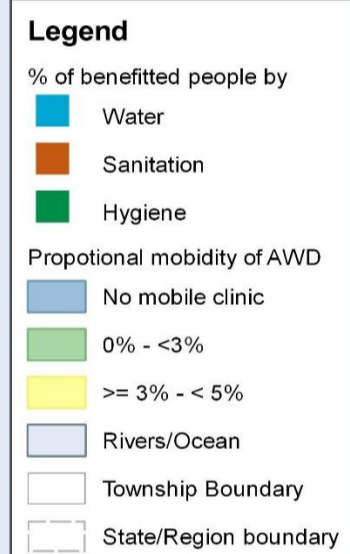 Legend
% of benefitted people by
Water
Sanitation
Hygiene
Propotional mobidity of AWD
No mobile clinic
0% - <3%
>= 3% - < 5%
Rivers/Ocean
Township Boundary
State/Region boundary